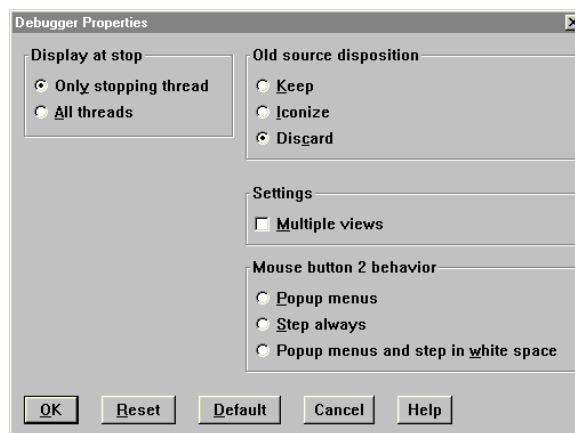 Debugger Properties
Display at stop
Only stopping thread
All threads
Old source disposition
Keep
Iconize
Discard
Settings
Multiple views
Mouse button 2 behavior
Popup menus
Step always
Popup menus and step in white space
OK Reset Default Cancel Help